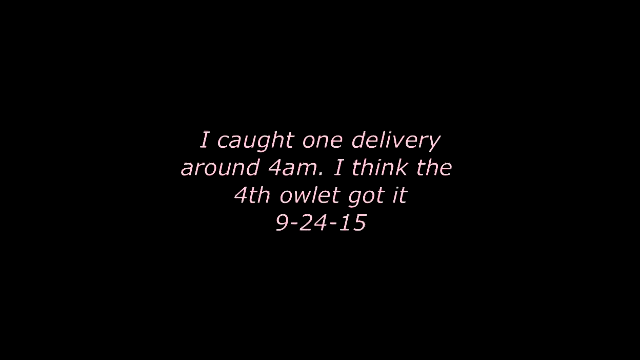 I caught one delivery
around 4am. I think the
4th owlet got it
9-24-15